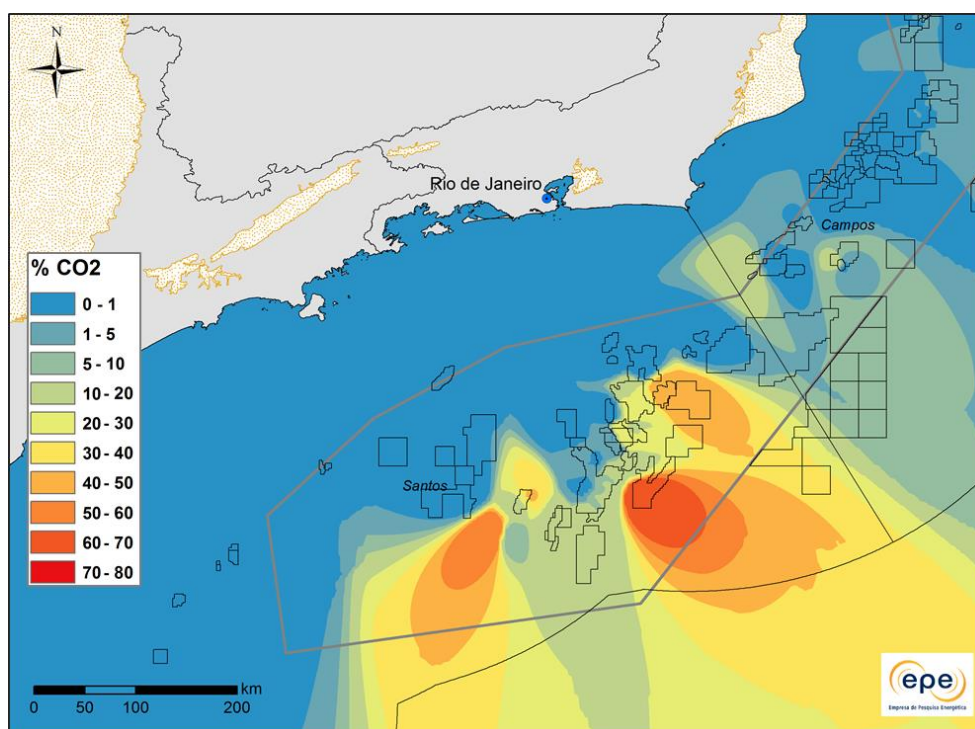 N
Rio de Janeiro
Campos
% CO2
0 - 1
1 - 5
5 - 10
10 - 20
20 - 30
30 - 40
40 - 50
50 - 60
60 - 70
70 - 80
Santos
km
0 50 100 200
epe
Empresa de Pesquisa Energética